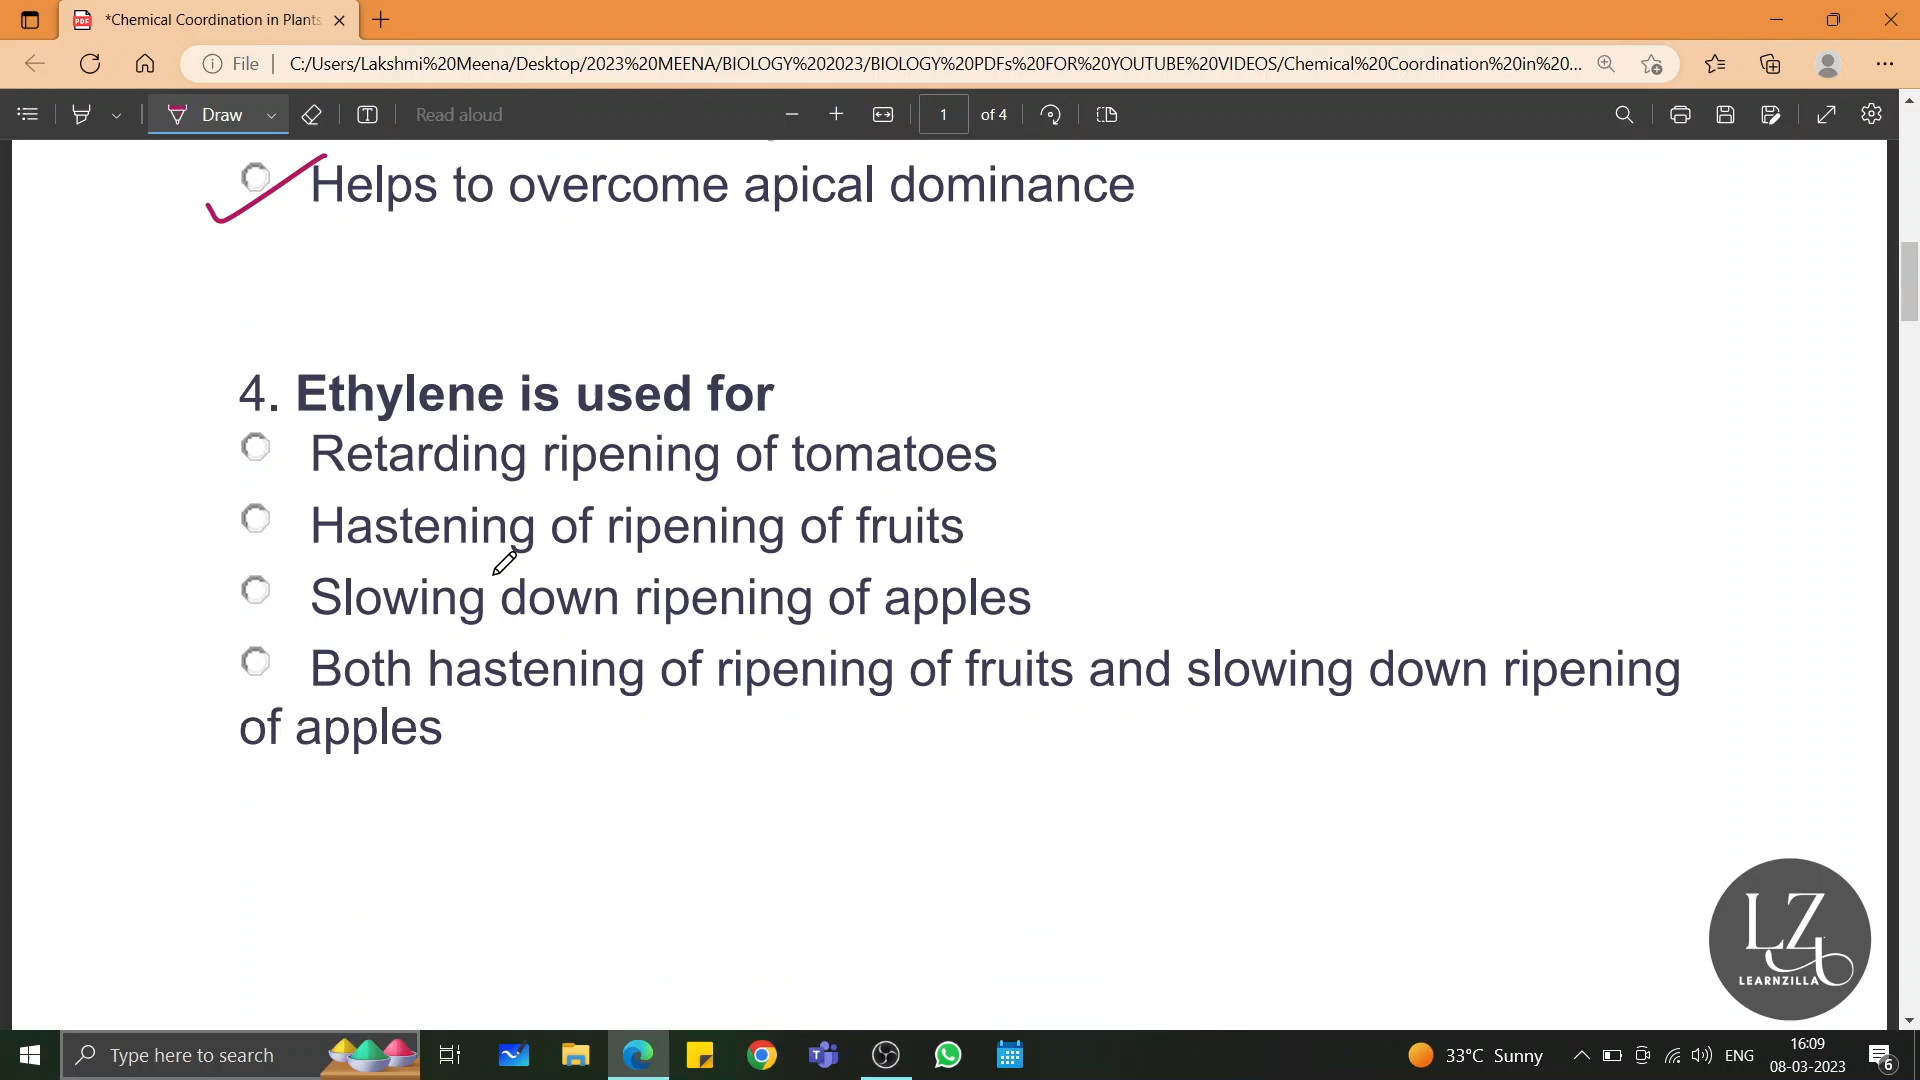 *Chemical Coordination in Plants
File
C:/Users/Lakshmi%20Meena/Desktop/2023%20MEENA/BIOLOGY%202023/BIOLOGY%20PDFs%20FOR%20YOUTUBE%20VIDEOS/Chemical%20Coordination%20in%20...
Draw
Read aloud
1 of 4
Helps to overcome apical dominance
4. Ethylene is used for
Retarding ripening of tomatoes
Hastening of ripening of fruits
Slowing down ripening of apples
Both hastening of ripening of fruits and slowing down ripening
of apples
LZ
LEARNZILLA
Type here to search
33°C Sunny
ENG
16:09
08-03-2023
6